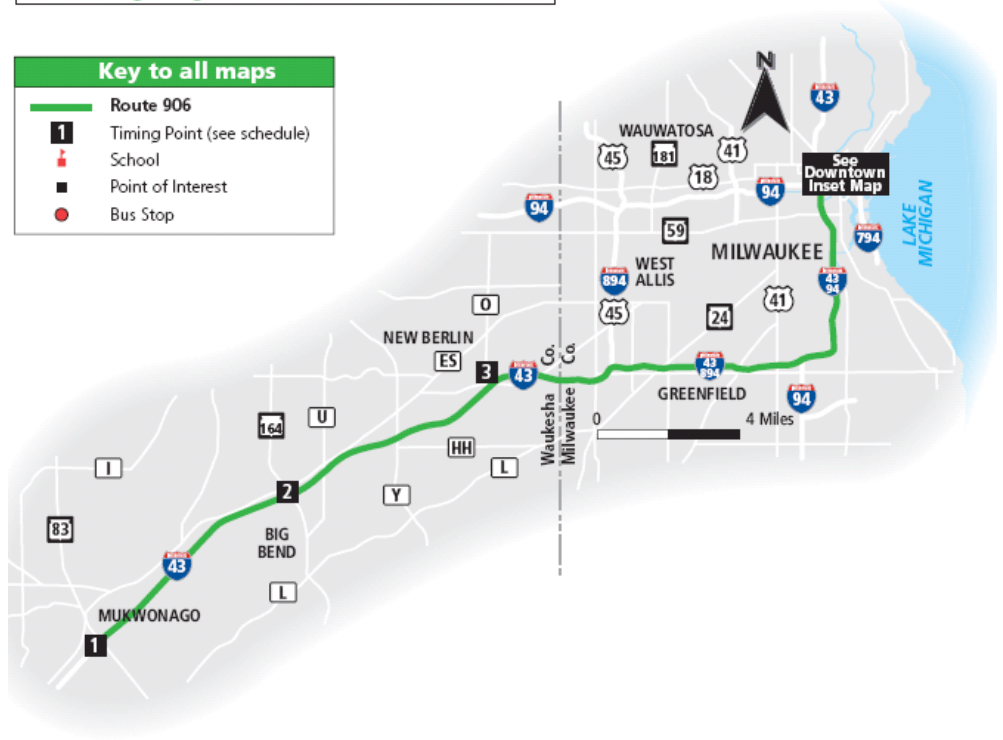 Key to all maps
Route 906
1 Timing Point (see schedule)
School
Point of Interest
Bus Stop
N
43
WAUWATOSA
45
181
41
18
See
Downtown
Inset Map
94
94
LAKE
MICHIGAN
59
794
MILWAUKEE
WEST
ALLIS
894
43
94
45
41
24
O
NEW BERLIN
ES
3
43
Waukesha Co.
Milwaukee Co.
43
894
GREENFIELD
94
0 4 Miles
164
U
HH
L
I
2
Y
83
BIG
BEND
43
L
MUKWONAGO
1